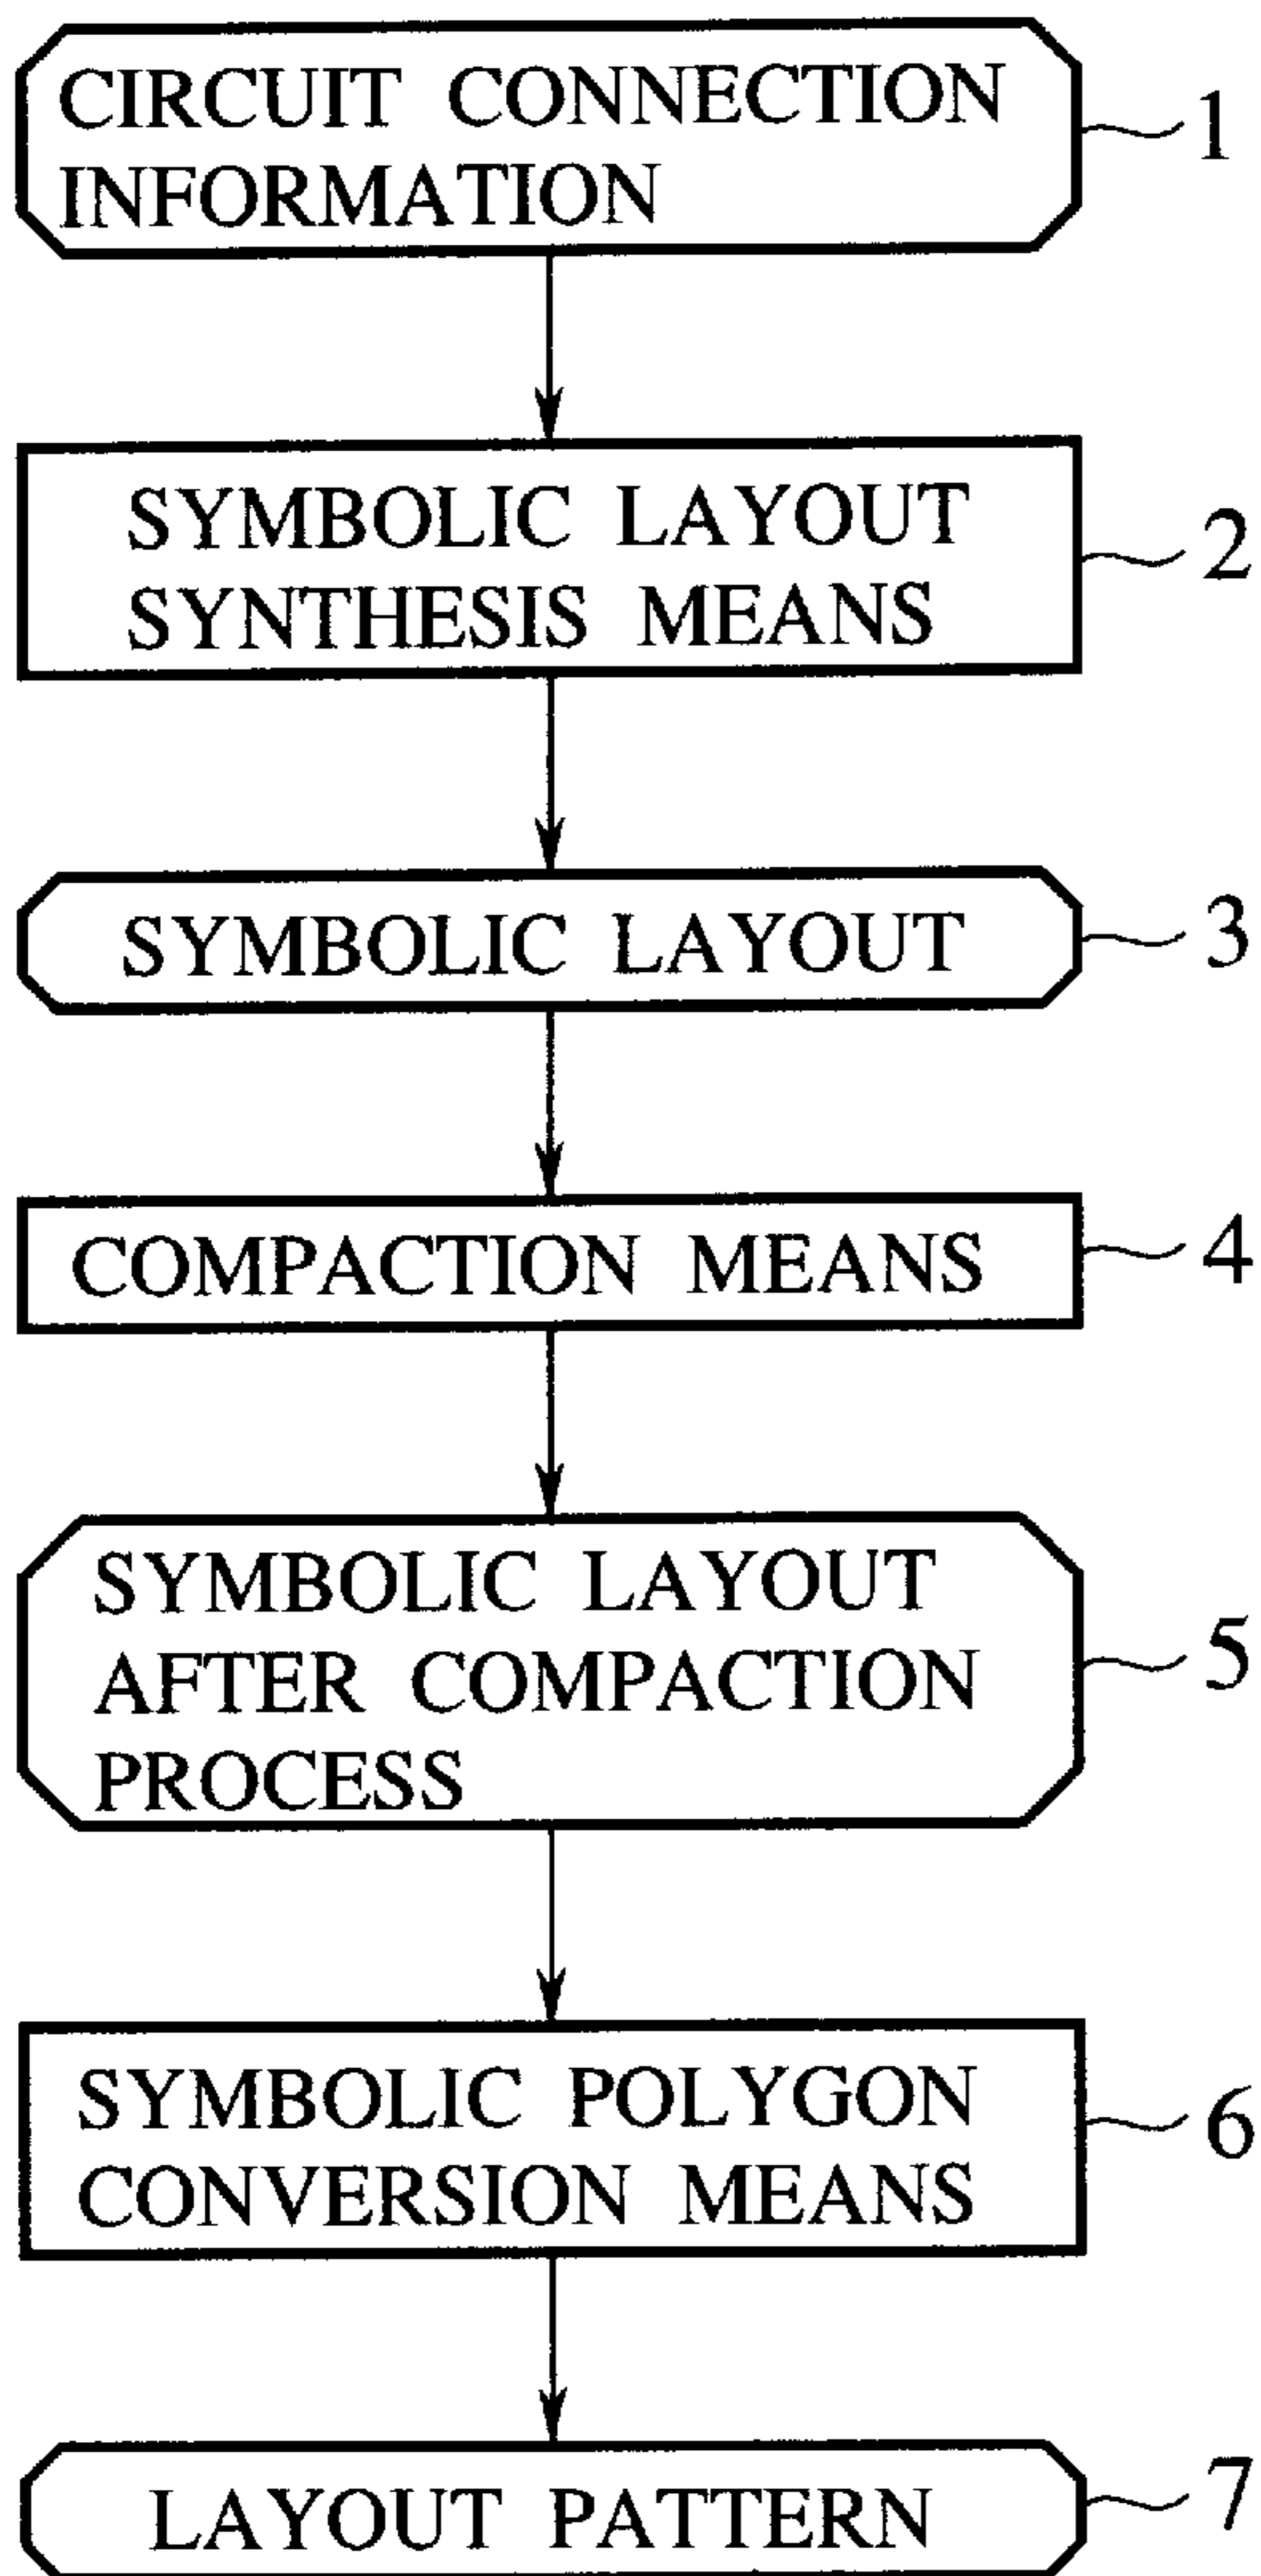 CIRCUIT CONNECTION
INFORMATION
1
SYMBOLIC LAYOUT
SYNTHESIS MEANS
2
SYMBOLIC LAYOUT
3
COMPACTION MEANS
4
SYMBOLIC LAYOUT
AFTER COMPACTION
PROCESS
5
SYMBOLIC POLYGON
CONVERSION MEANS
6
LAYOUT PATTERN
7